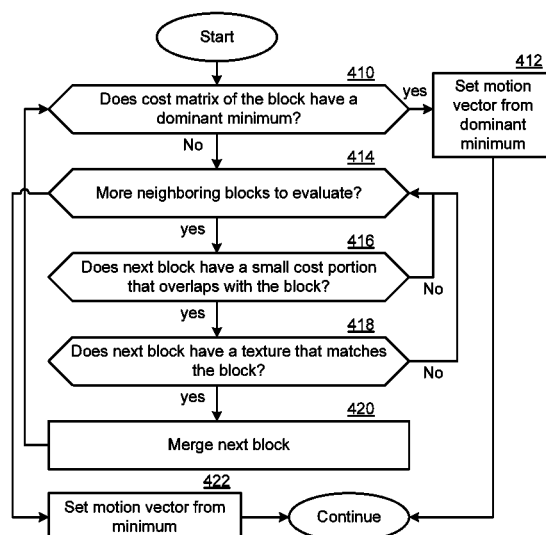 Start
410
Does cost matrix of the block have a
dominant minimum?
yes
412
Set motion
vector from
dominant
minimum
No
414
More neighboring blocks to evaluate?
yes
416
Does next block have a small cost portion
that overlaps with the block?
No
yes
418
Does next block have a texture that matches
the block?
No
yes
420
Merge next block
422
Set motion vector from
minimum
Continue